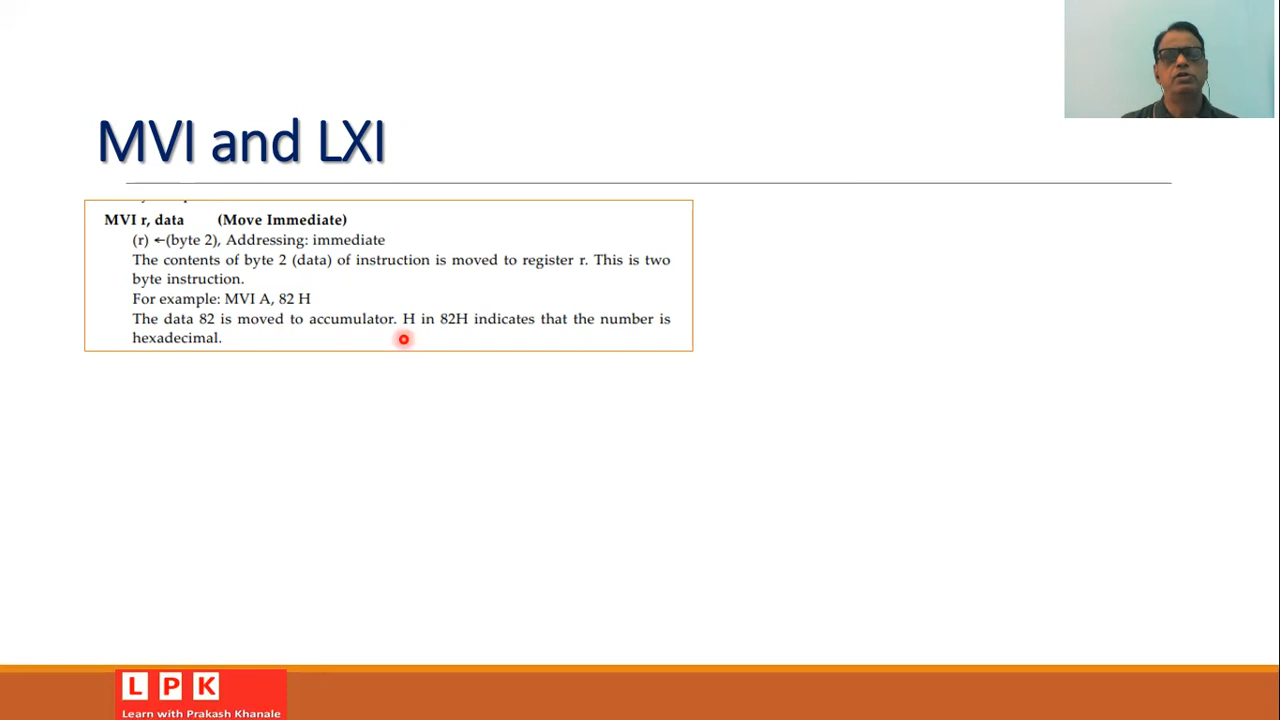 MVI and LXI
MVI r, data (Move Immediate)
(r) ←(byte 2), Addressing: immediate
The contents of byte 2 (data) of instruction is moved to register r. This is two
byte instruction.
For example: MVI A, 82 H
The data 82 is moved to accumulator. H in 82H indicates that the number is
hexadecimal.
L P K
Learn with Prakash Khanale